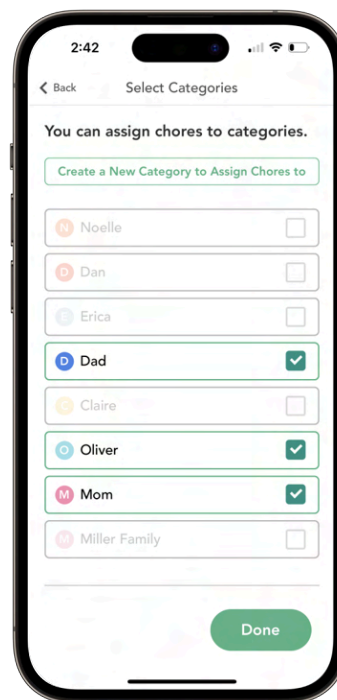 2:42
Back Select Categories
You can assign chores to categories.
Create a New Category to Assign Chores to
N Noelle
D Dan
E Erica
D Dad
C Claire
O Oliver
M Mom
M Miller Family
Done